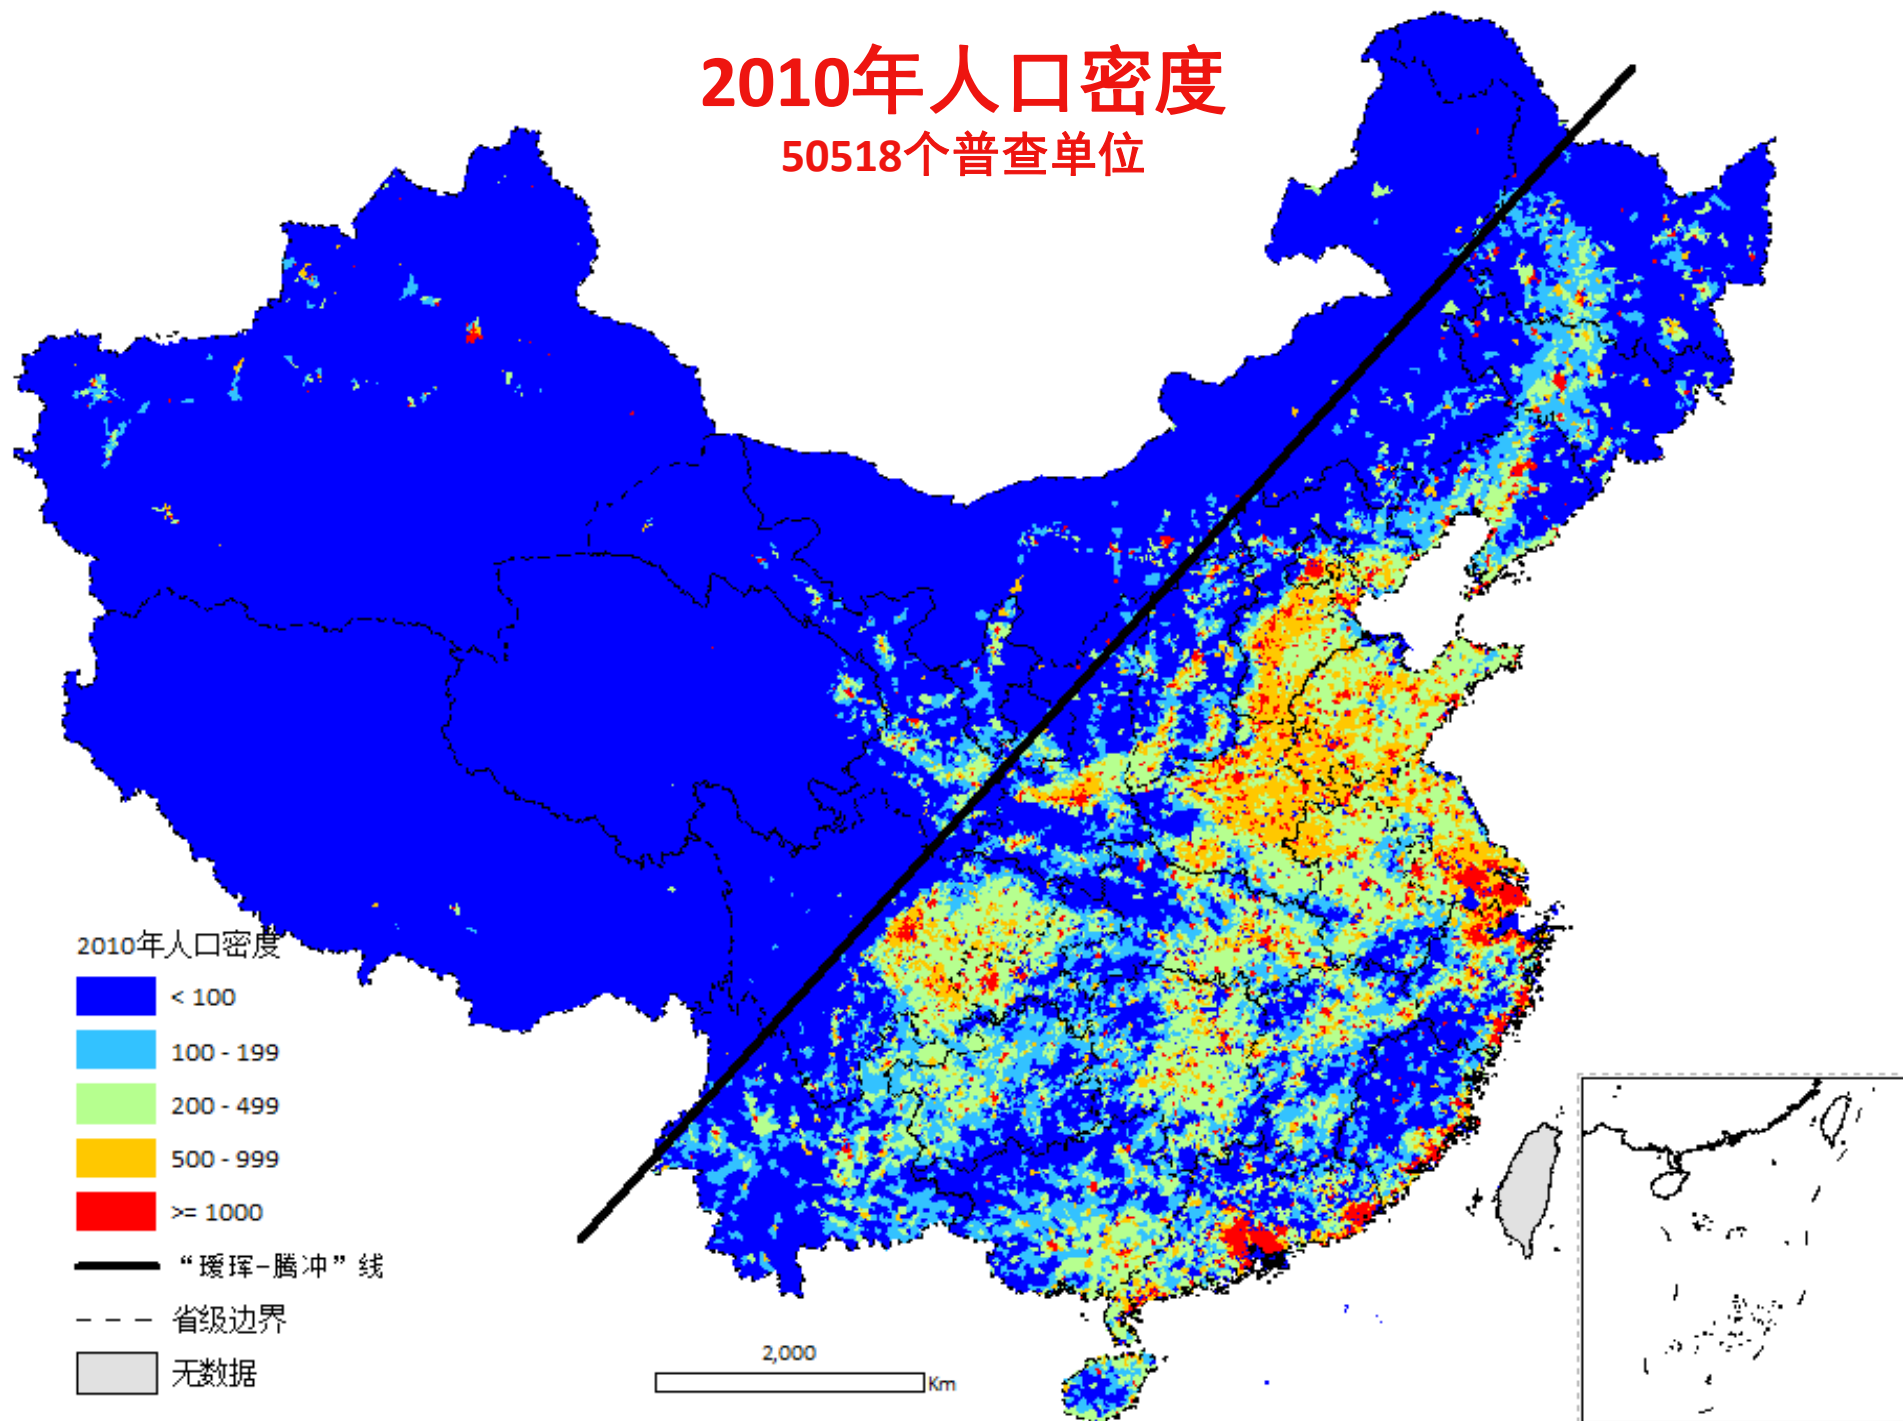 2010年人口密度
50518个普查单位
2010年人口密度
< 100
100 - 199
200 - 499
500 - 999
>= 1000
“瑷珲-腾冲”线
省级边界
无数据
2,000
Km